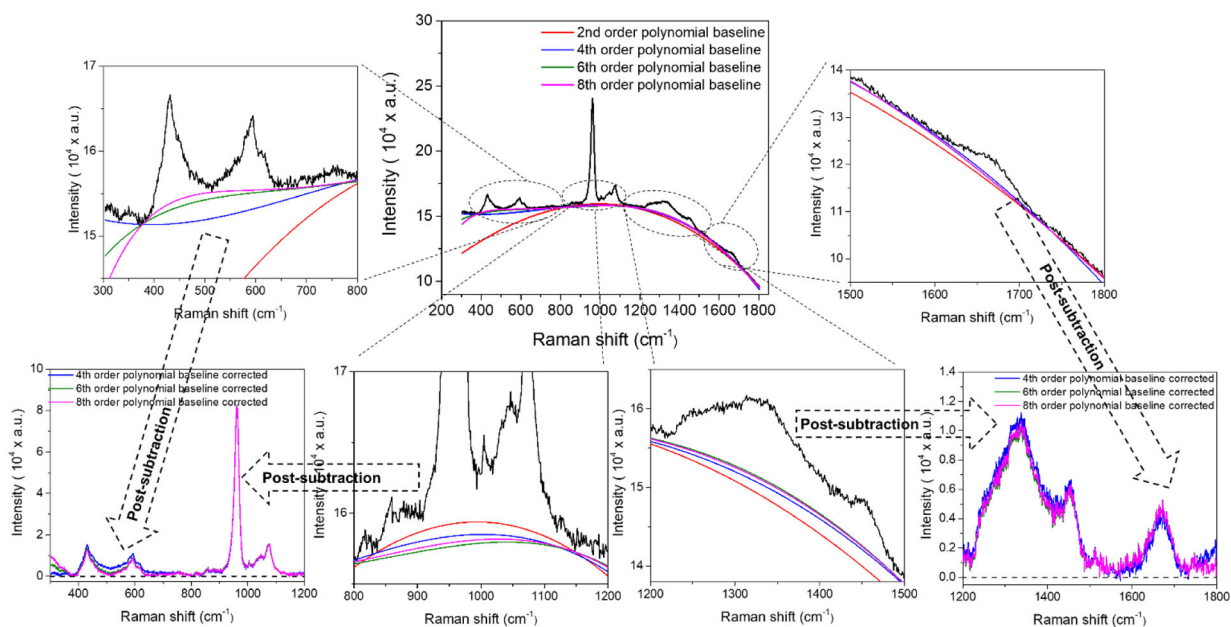 30
25
20
15
10
Intensity ( 10⁴ x a.u.)
2nd order polynomial baseline
4th order polynomial baseline
6th order polynomial baseline
8th order polynomial baseline
200 400 600 800 1000 1200 1400 1600 1800
Raman shift (cm⁻¹)
17
16
15
Intensity ( 10⁴ x a.u.)
300 400 500 600 700 800
Raman shift (cm⁻¹)
14
13
12
11
10
Intensity ( 10⁴ x a.u.)
1500 1600 1700 1800
Raman shift (cm⁻¹)
Post-subtraction
Post-subtraction
10
8
6
4
2
0
Intensity ( 10⁴ x a.u.)
4th order polynomial baseline corrected
6th order polynomial baseline corrected
8th order polynomial baseline corrected
400 600 800 1000 1200
Raman shift (cm⁻¹)
Post-subtraction
17
16
Intensity ( 10⁴ x a.u.)
800 900 1000 1100 1200
Raman shift (cm⁻¹)
16
15
14
Intensity ( 10⁴ x a.u.)
1200 1300 1400 1500
Raman shift (cm⁻¹)
Post-subtraction
1.4
1.2
1.0
0.8
0.6
0.4
0.2
0.0
Intensity ( 10⁴ x a.u.)
4th order polynomial baseline corrected
6th order polynomial baseline corrected
8th order polynomial baseline corrected
1200 1300 1400 1500 1600 1700 1800
Raman shift (cm⁻¹)